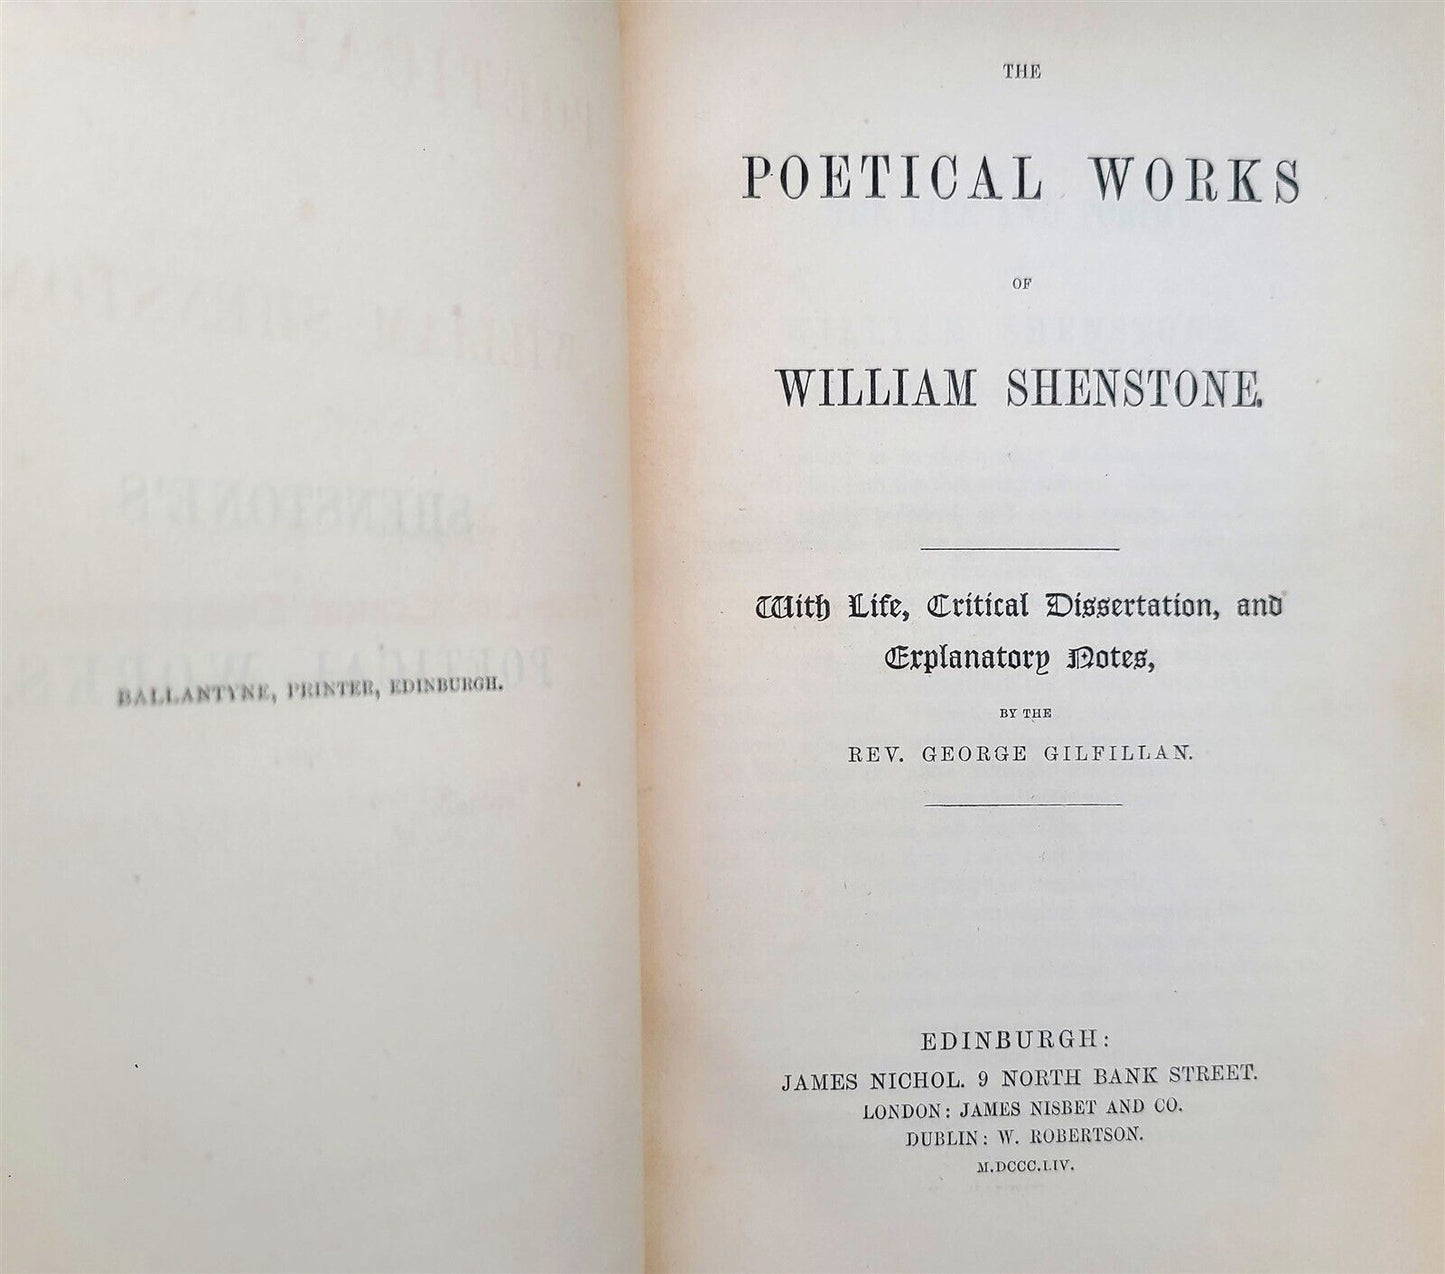 BALLANTYNE, PRINTER, EDINBURGH.
THE
POETICAL WORKS
OF
WILLIAM SHENSTONE.
With Life, Critical Dissertation, and
Explanatory Notes,
BY THE
REV. GEORGE GILFILLAN.
EDINBURGH:
JAMES NICHOL. 9 NORTH BANK STREET.
LONDON: JAMES NISBET AND CO.
DUBLIN: W. ROBERTSON.
M.DCCC.LIV.